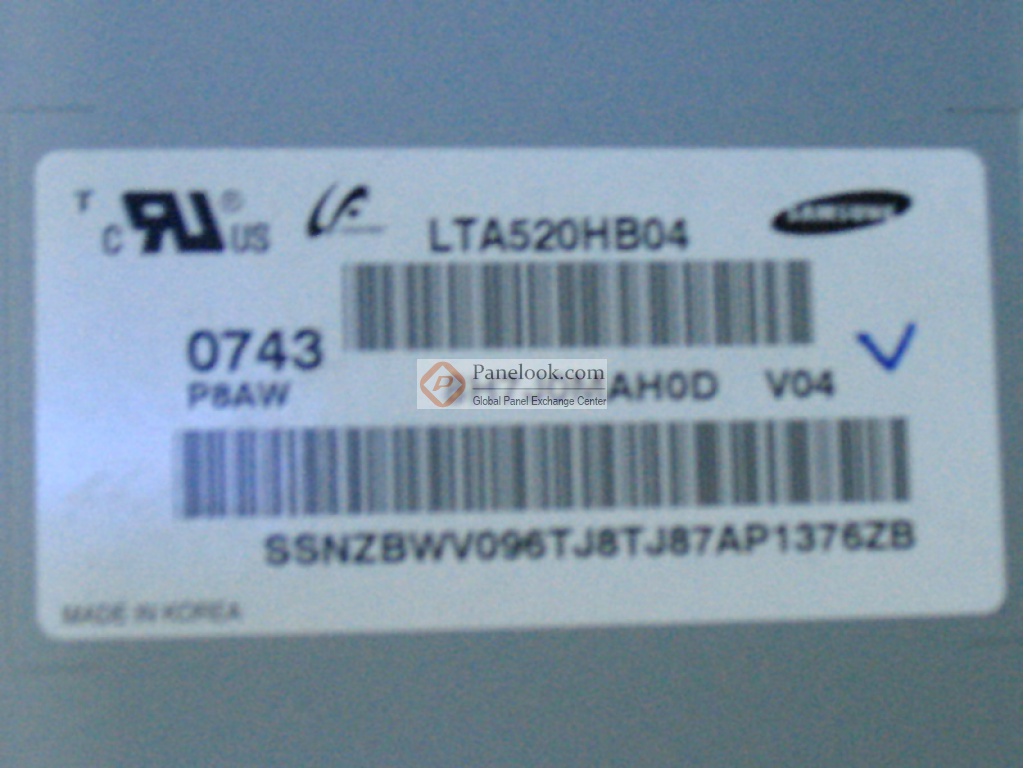 T
C US ®
SAMSUNG
LTA520HB04
0743
P8AW
Panelook.com
Global Panel Exchange Center
AH0D V04
SSNZBWV096TJ8TJ87AP1376ZB
MADE IN KOREA